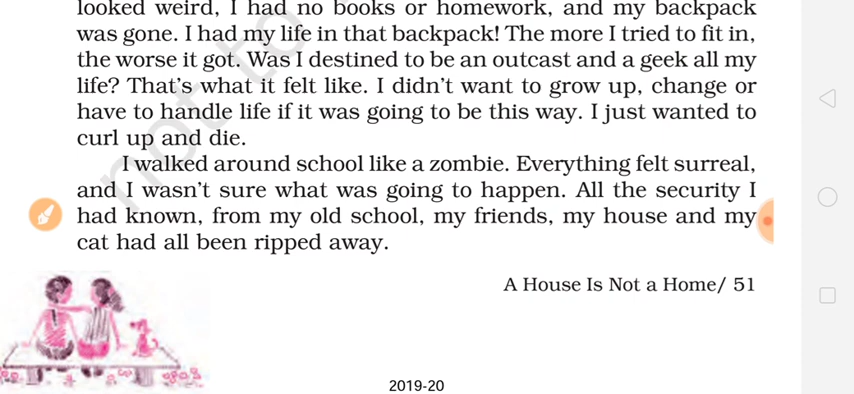 looked weird, I had no books or homework, and my backpack
was gone. I had my life in that backpack! The more I tried to fit in,
the worse it got. Was I destined to be an outcast and a geek all my
life? That's what it felt like. I didn't want to grow up, change or
have to handle life if it was going to be this way. I just wanted to
curl up and die.
I walked around school like a zombie. Everything felt surreal,
and I wasn't sure what was going to happen. All the security I
had known, from my old school, my friends, my house and my
cat had all been ripped away.
A House Is Not a Home/ 51
2019-20
not to